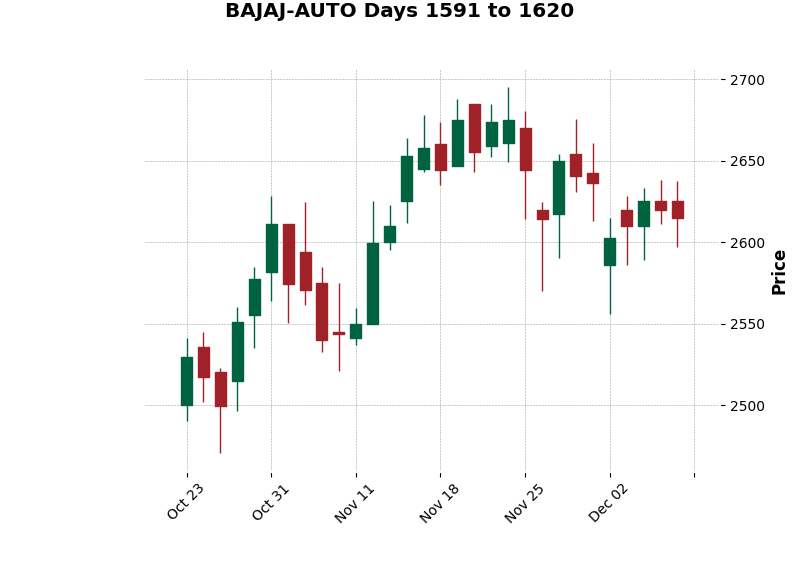 BAJAJ-AUTO Days 1591 to 1620
2700
2650
2600
2550
2500
Price
Oct 23
Oct 31
Nov 11
Nov 18
Nov 25
Dec 02